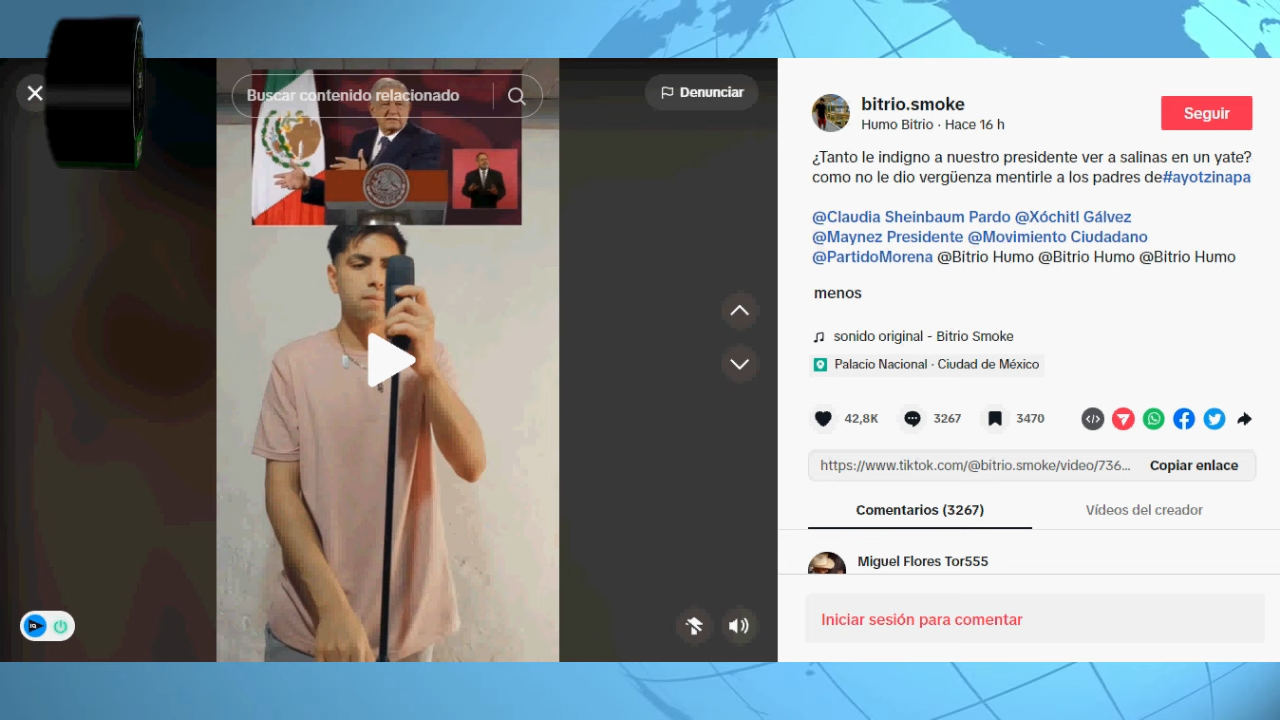 Buscar contenido relacionado
Denunciar
bitrio.smoke
Humo Bitrio · Hace 16 h
Seguir
¿Tanto le indigno a nuestro presidente ver a salinas en un yate?
como no le dio vergüenza mentirle a los padres de#ayotzinapa
@Claudia Sheinbaum Pardo @Xóchitl Gálvez
@Maynez Presidente @Movimiento Ciudadano
@PartidoMorena @Bitrio Humo @Bitrio Humo @Bitrio Humo
menos
sonido original - Bitrio Smoke
Palacio Nacional · Ciudad de México
42,8K 3267 3470
https://www.tiktok.com/@bitrio.smoke/video/736... Copiar enlace
Comentarios (3267) Vídeos del creador
Miguel Flores Tor555
Iniciar sesión para comentar